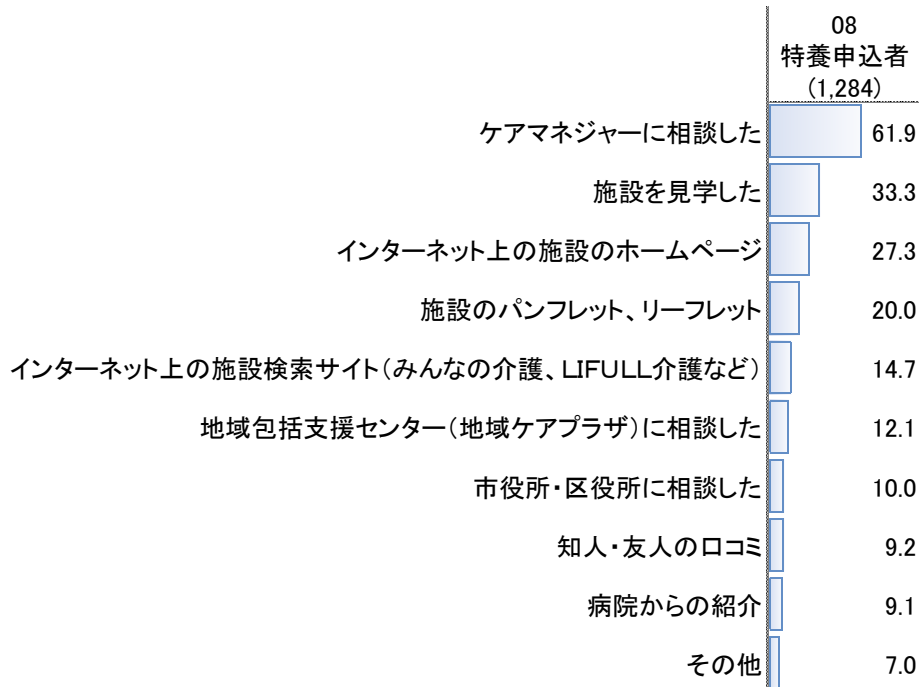 08
特養申込者
(1,284)
ケアマネジャーに相談した 61.9
施設を見学した 33.3
インターネット上の施設のホームページ 27.3
施設のパンフレット、リーフレット 20.0
インターネット上の施設検索サイト(みんなの介護、LIFULL介護など) 14.7
地域包括支援センター(地域ケアプラザ)に相談した 12.1
市役所・区役所に相談した 10.0
知人・友人の口コミ 9.2
病院からの紹介 9.1
その他 7.0